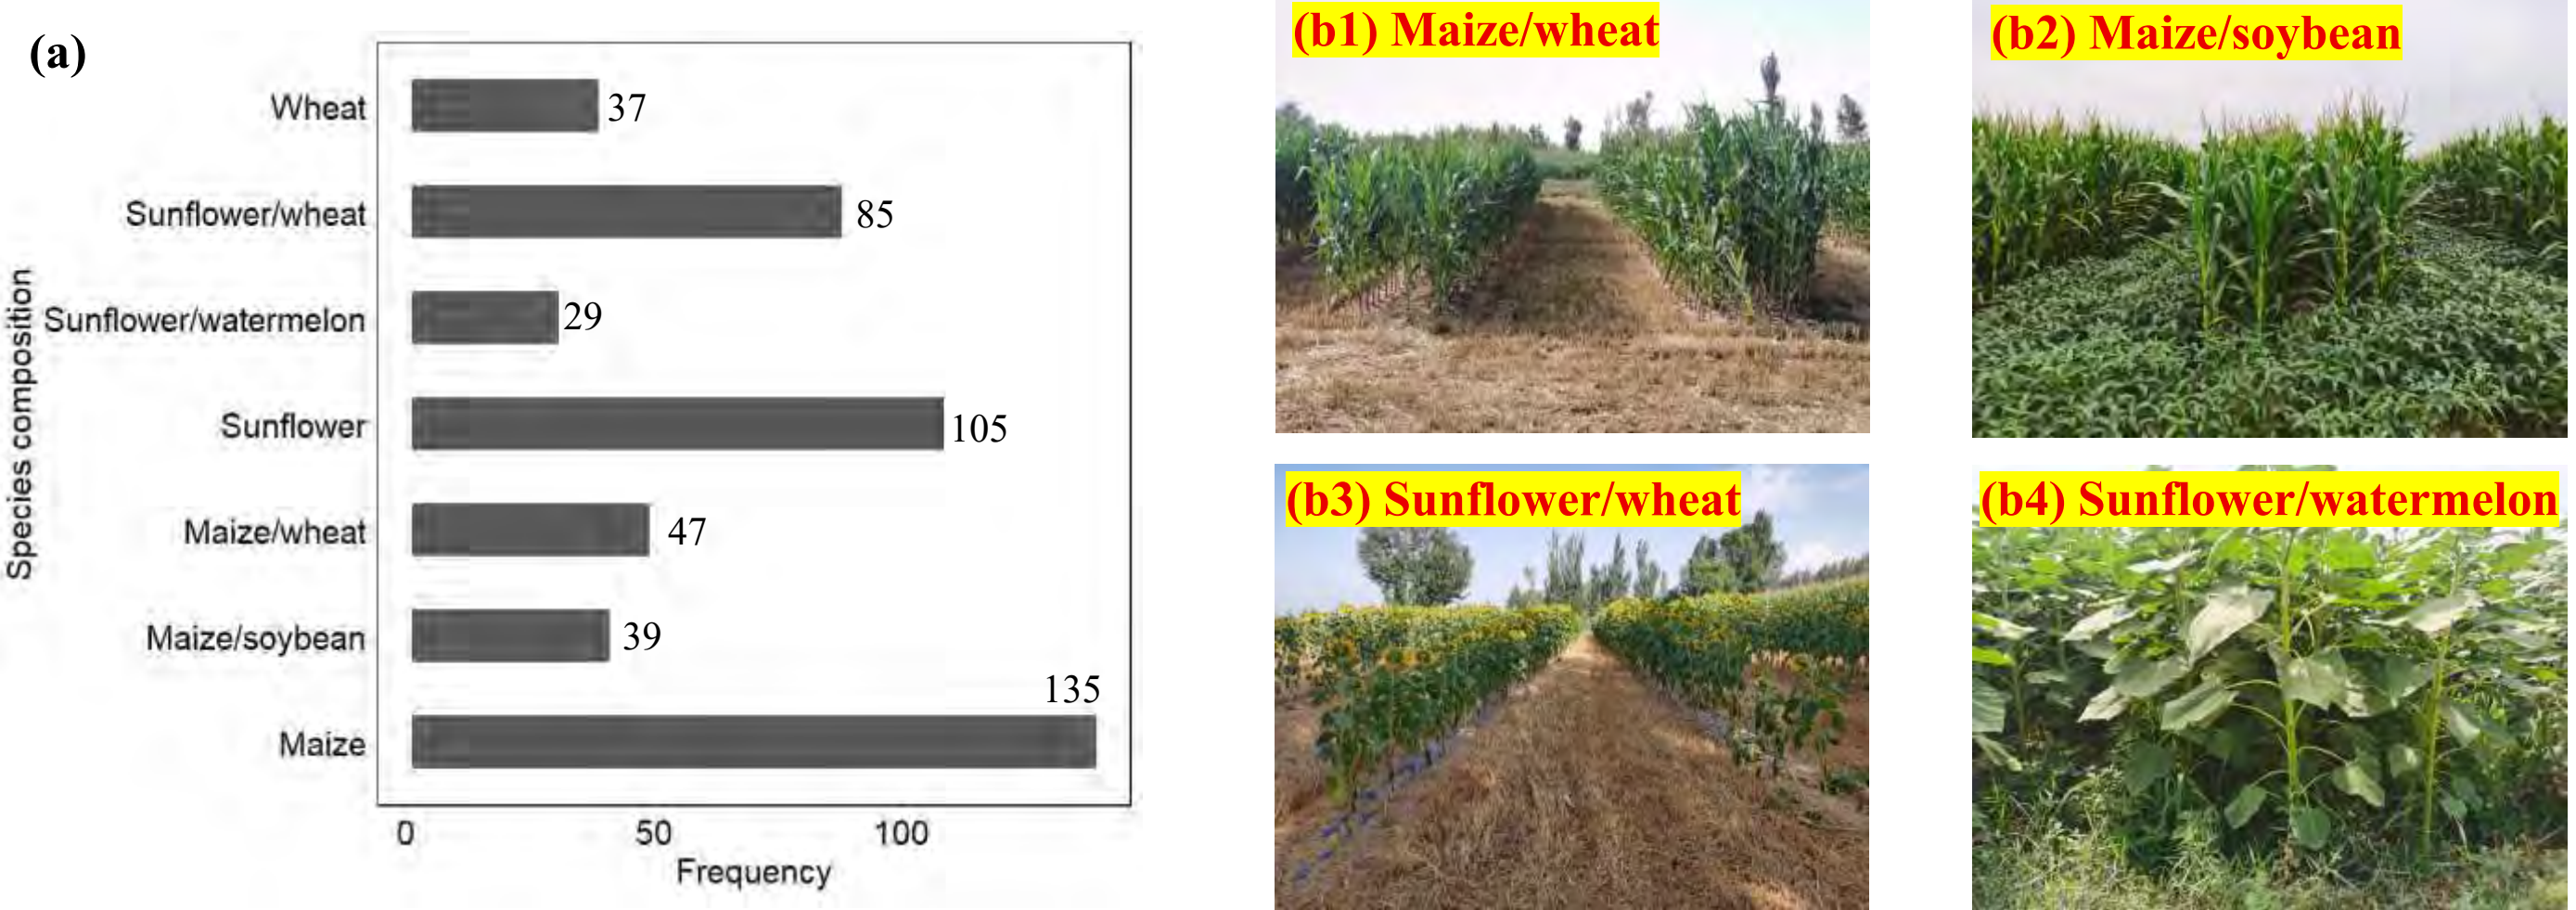 (a)
Species composition
Wheat
37
Sunflower/wheat
85
Sunflower/watermelon
29
Sunflower
105
Maize/wheat
47
Maize/soybean
39
Maize
135
0 50 100
Frequency
(b1) Maize/wheat
(b2) Maize/soybean
(b3) Sunflower/wheat
(b4) Sunflower/watermelon